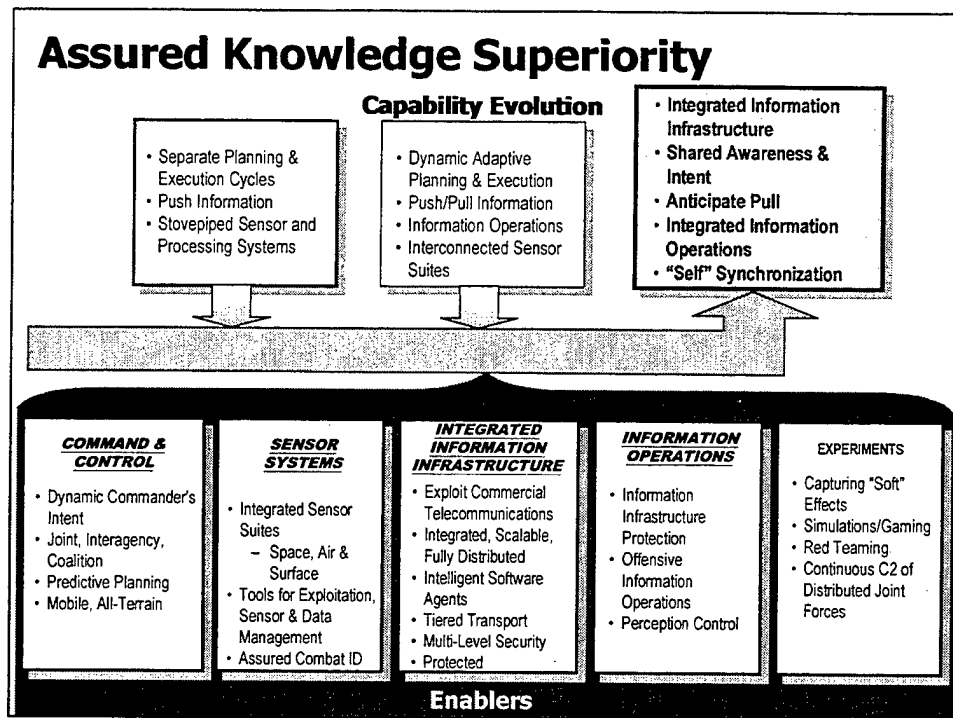 Assured Knowledge Superiority
Capability Evolution
• Separate Planning &
Execution Cycles
• Push Information
• Stovepiped Sensor and
Processing Systems
• Dynamic Adaptive
Planning & Execution
• Push/Pull Information
• Information Operations
• Interconnected Sensor
Suites
• Integrated Information
Infrastructure
• Shared Awareness &
Intent
• Anticipate Pull
• Integrated Information
Operations
• "Self" Synchronization
COMMAND &
CONTROL
• Dynamic Commander's
Intent
• Joint, Interagency,
Coalition
• Predictive Planning
• Mobile, All-Terrain
SENSOR
SYSTEMS
• Integrated Sensor
Suites
– Space, Air &
Surface
• Tools for Exploitation,
Sensor & Data
Management
• Assured Combat ID
INTEGRATED
INFORMATION
INFRASTRUCTURE
• Exploit Commercial
Telecommunications
• Integrated, Scalable,
Fully Distributed
• Intelligent Software
Agents
• Tiered Transport
• Multi-Level Security
• Protected
INFORMATION
OPERATIONS
• Information
Infrastructure
Protection
• Offensive
Information
Operations
• Perception Control
EXPERIMENTS
• Capturing "Soft"
Effects
• Simulations/Gaming
• Red Teaming
• Continuous C2 of
Distributed Joint
Forces
Enablers